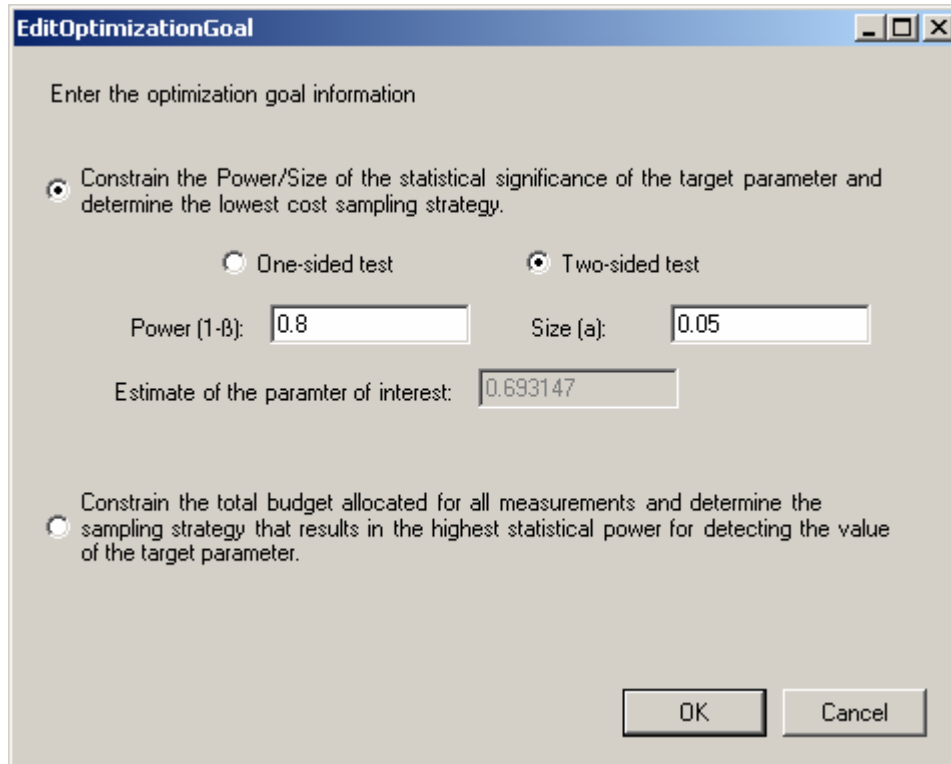 EditOptimizationGoal
Enter the optimization goal information
Constrain the Power/Size of the statistical significance of the target parameter and
determine the lowest cost sampling strategy.
One-sided test Two-sided test
Power (1-ß): 0.8 Size (a): 0.05
Estimate of the paramter of interest: 0.693147
Constrain the total budget allocated for all measurements and determine the
sampling strategy that results in the highest statistical power for detecting the value
of the target parameter.
OK Cancel